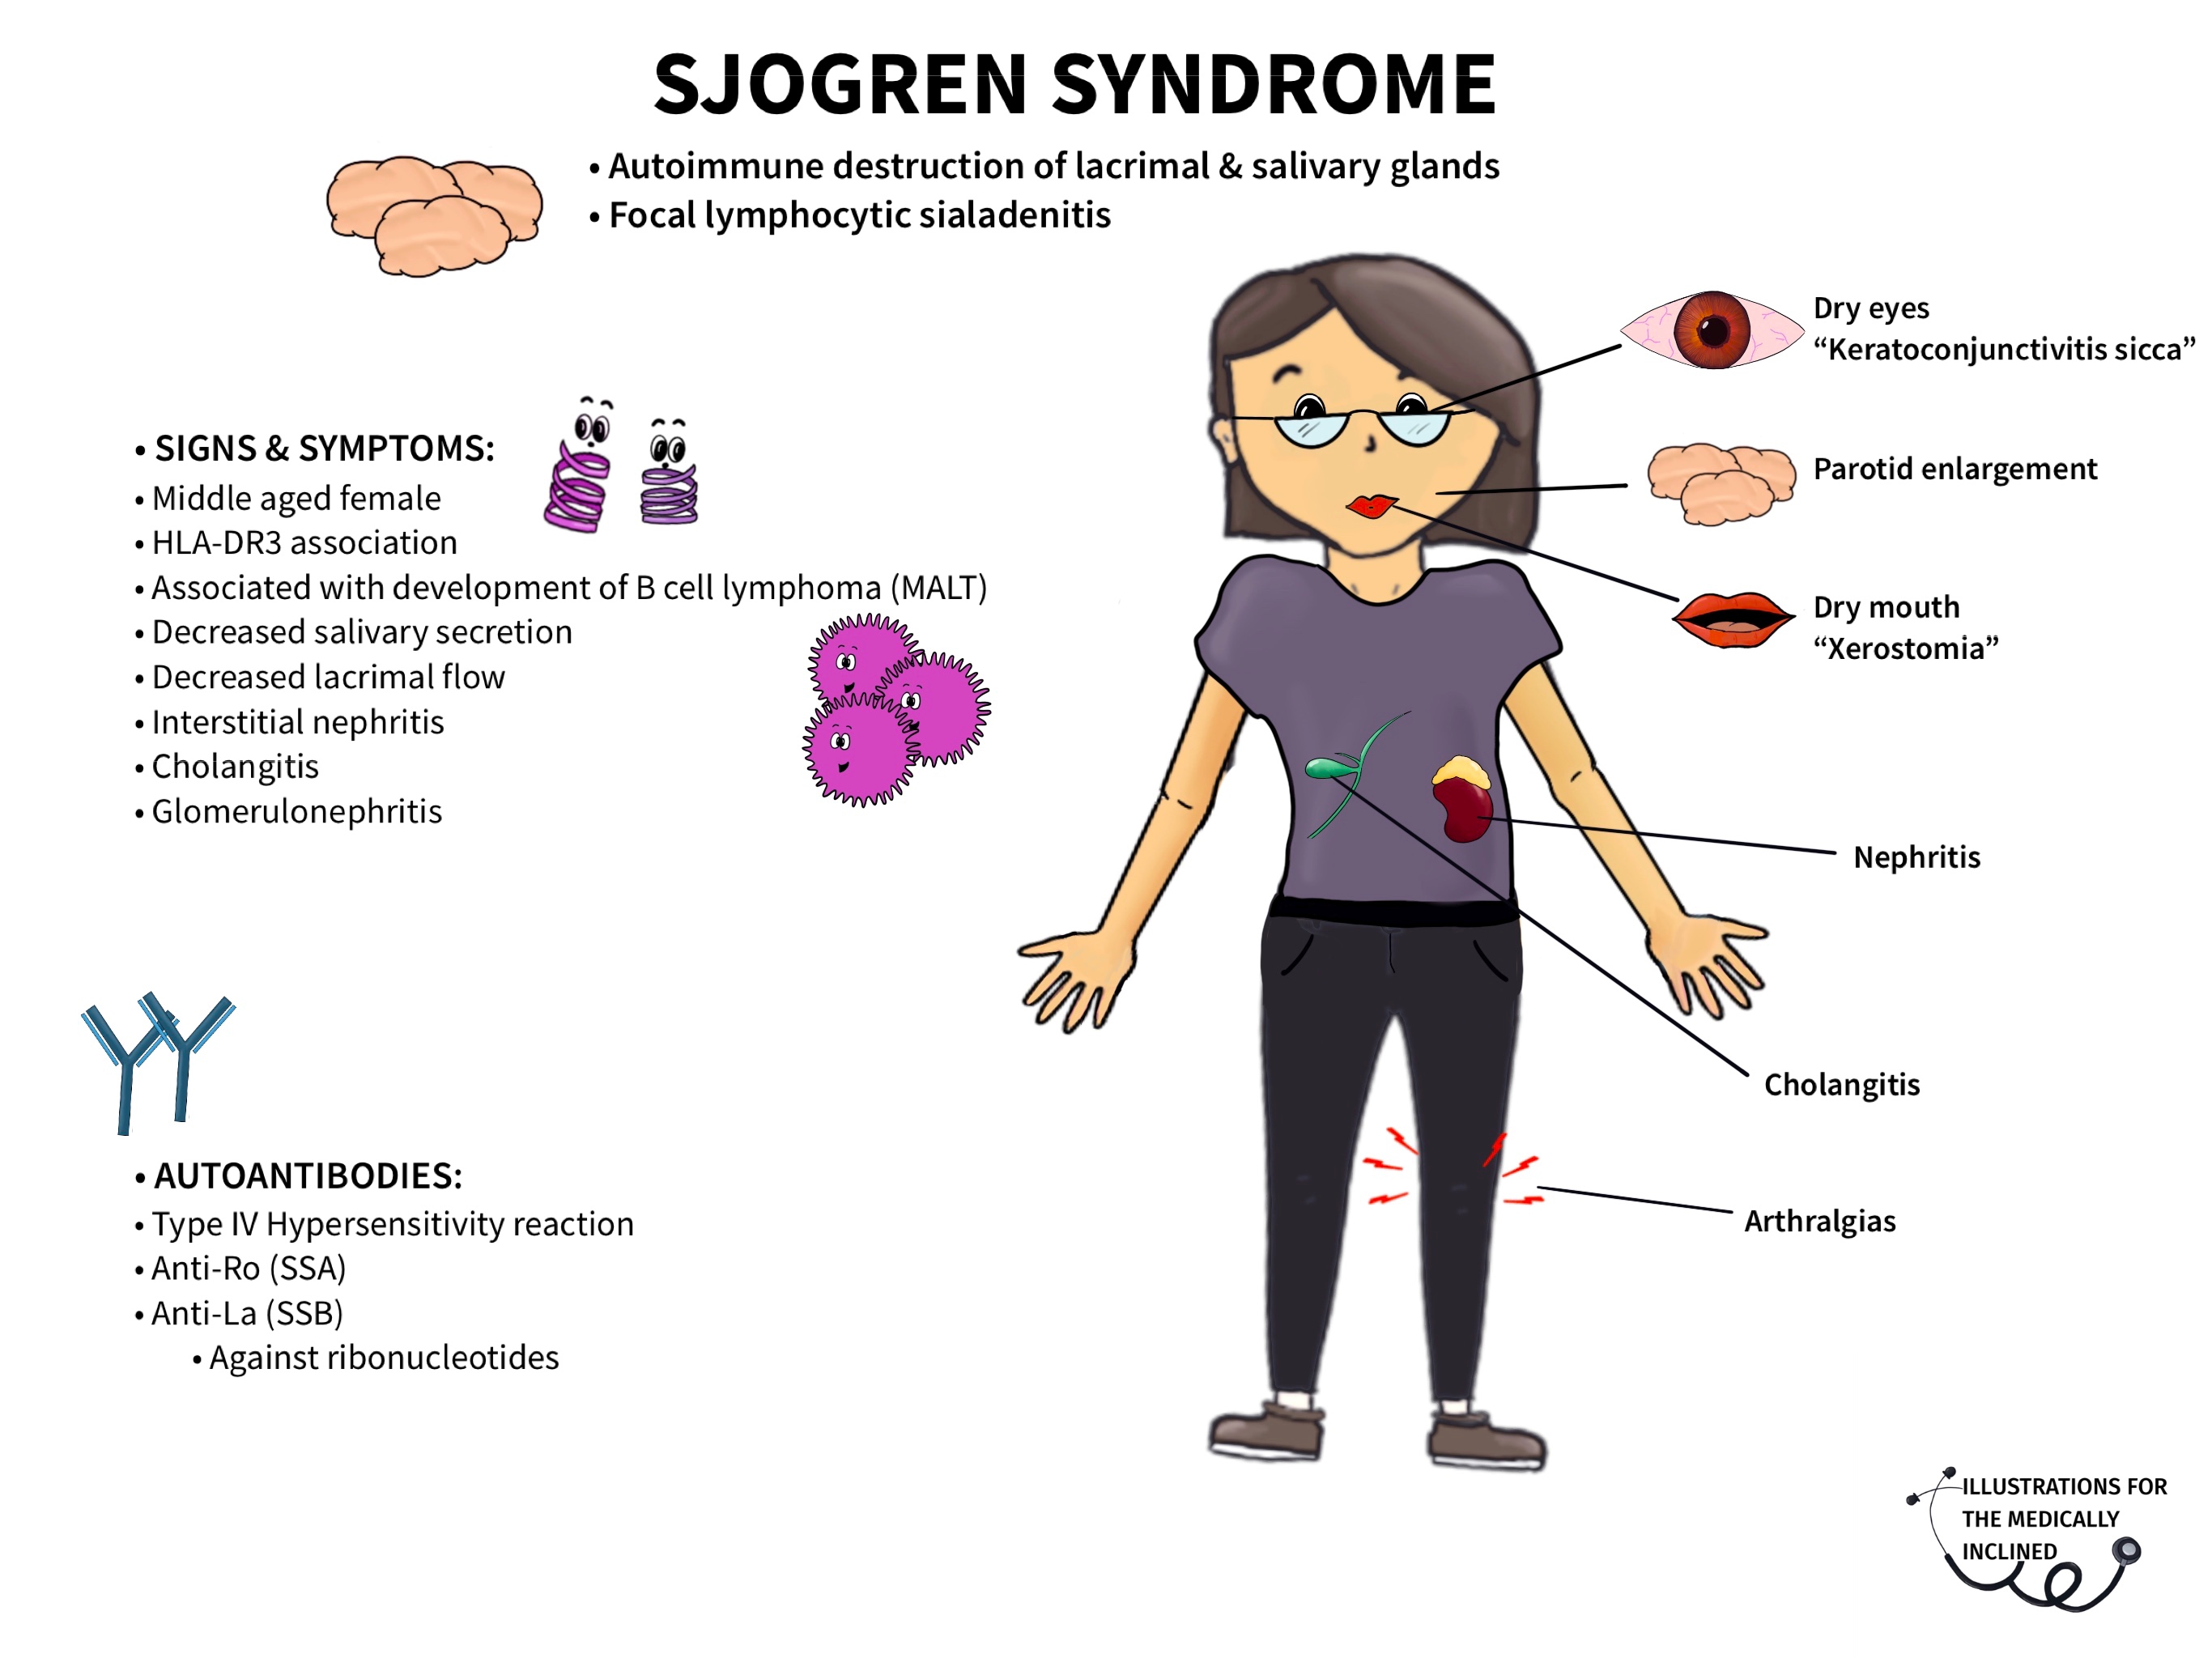 SJOGREN SYNDROME
• Autoimmune destruction of lacrimal & salivary glands
• Focal lymphocytic sialadenitis
Dry eyes
“Keratoconjunctivitis sicca”
Parotid enlargement
Dry mouth
“Xerostomia”
Nephritis
Cholangitis
Arthralgias
• SIGNS & SYMPTOMS:
• Middle aged female
• HLA-DR3 association
• Associated with development of B cell lymphoma (MALT)
• Decreased salivary secretion
• Decreased lacrimal flow
• Interstitial nephritis
• Cholangitis
• Glomerulonephritis
• AUTOANTIBODIES:
• Type IV Hypersensitivity reaction
• Anti-Ro (SSA)
• Anti-La (SSB)
• Against ribonucleotides
ILLUSTRATIONS FOR
THE MEDICALLY
INCLINED